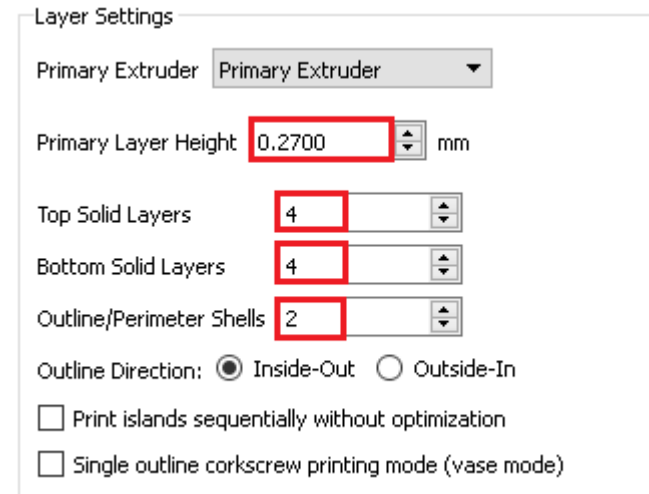 Layer Settings
Primary Extruder Primary Extruder
Primary Layer Height 0.2700 mm
Top Solid Layers 4
Bottom Solid Layers 4
Outline/Perimeter Shells 2
Outline Direction: Inside-Out Outside-In
Print islands sequentially without optimization
Single outline corkscrew printing mode (vase mode)